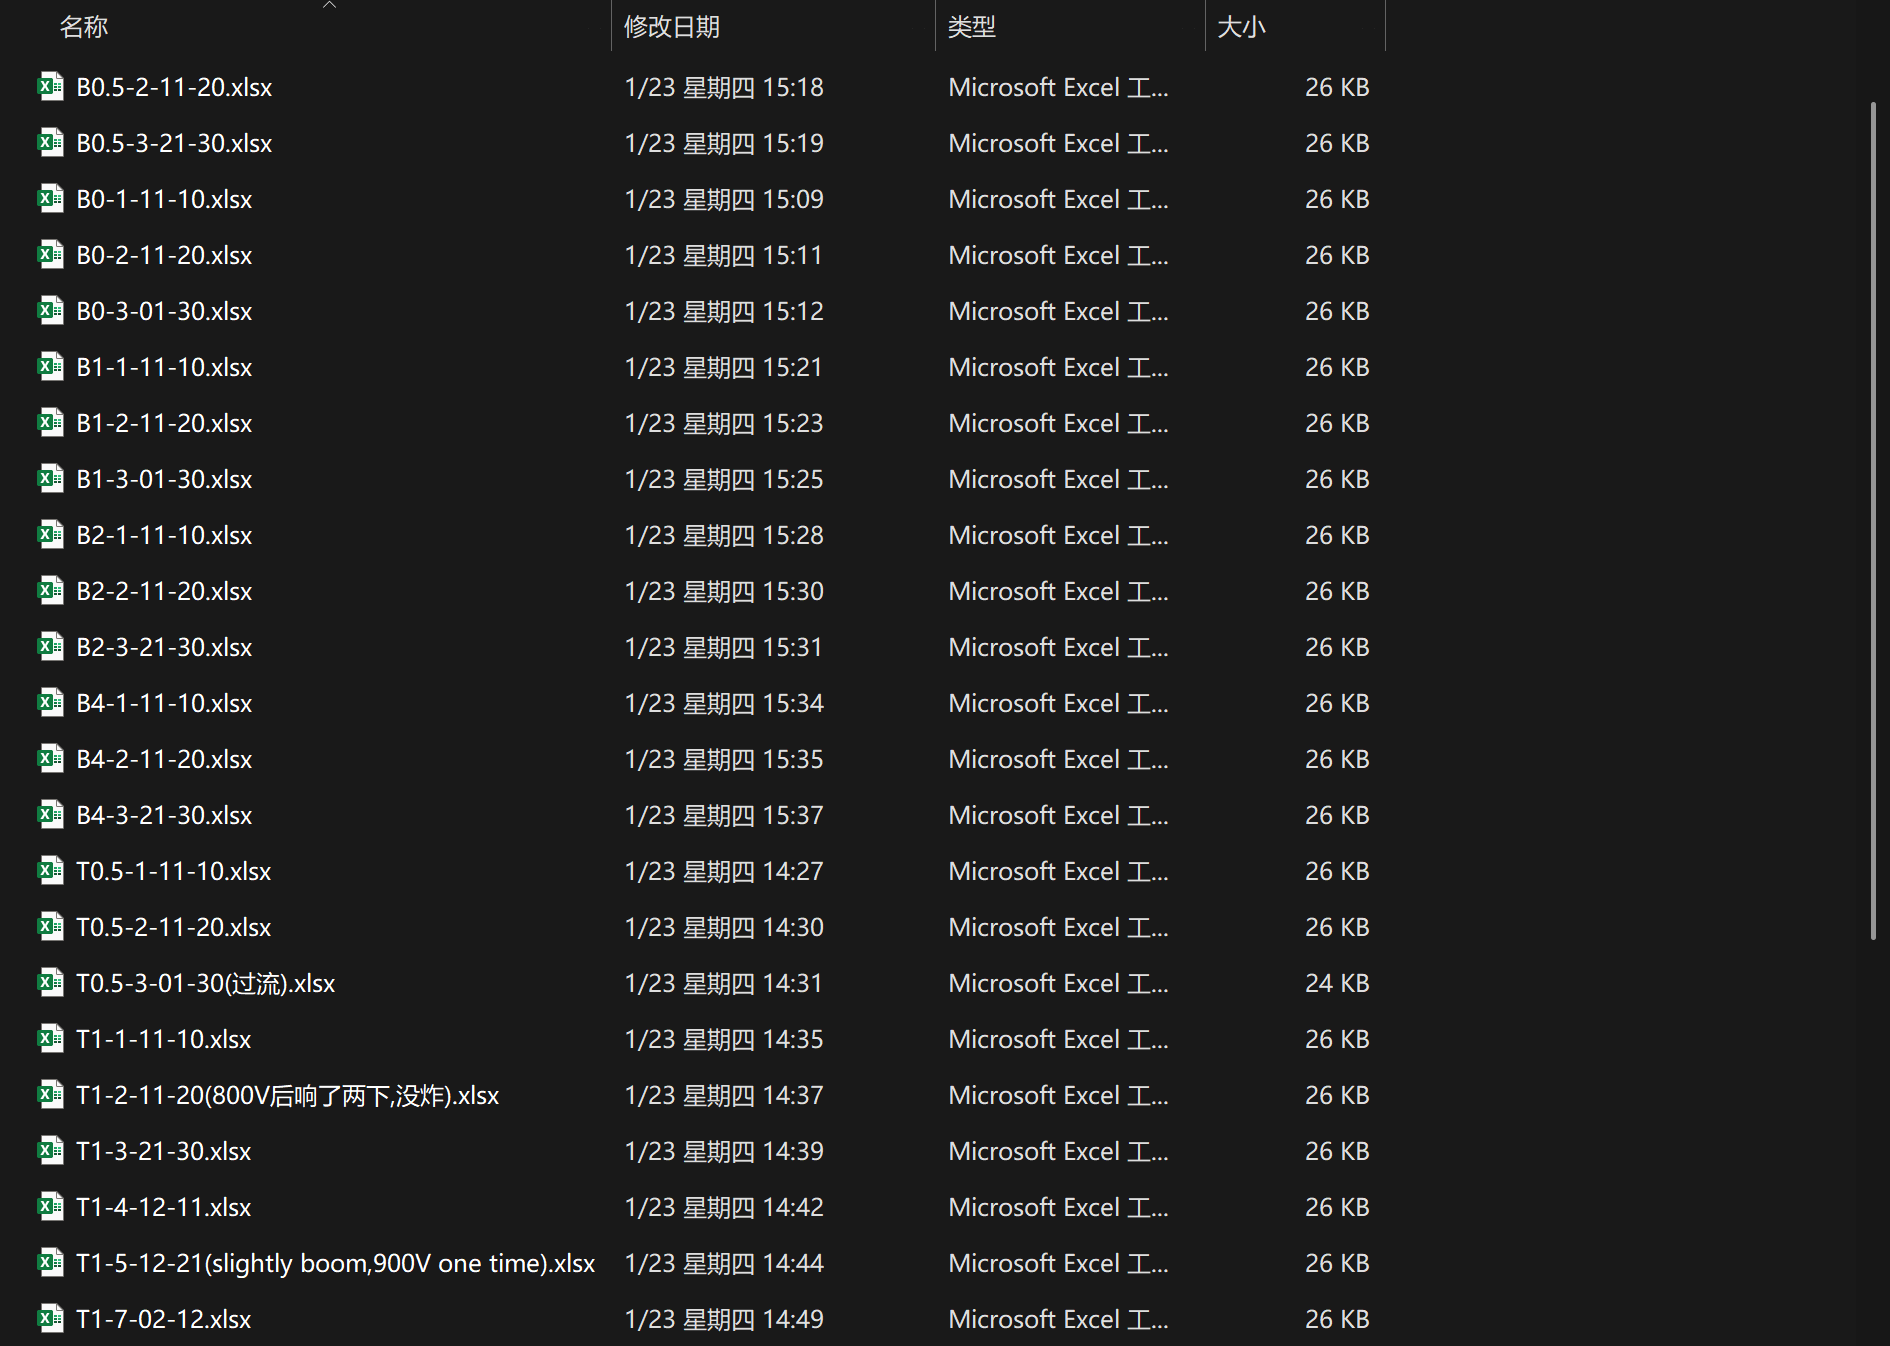 名称 修改日期 类型 大小
B0.5-2-11-20.xlsx 1/23 星期四 15:18 Microsoft Excel 工... 26 KB
B0.5-3-21-30.xlsx 1/23 星期四 15:19 Microsoft Excel 工... 26 KB
B0-1-11-10.xlsx 1/23 星期四 15:09 Microsoft Excel 工... 26 KB
B0-2-11-20.xlsx 1/23 星期四 15:11 Microsoft Excel 工... 26 KB
B0-3-01-30.xlsx 1/23 星期四 15:12 Microsoft Excel 工... 26 KB
B1-1-11-10.xlsx 1/23 星期四 15:21 Microsoft Excel 工... 26 KB
B1-2-11-20.xlsx 1/23 星期四 15:23 Microsoft Excel 工... 26 KB
B1-3-01-30.xlsx 1/23 星期四 15:25 Microsoft Excel 工... 26 KB
B2-1-11-10.xlsx 1/23 星期四 15:28 Microsoft Excel 工... 26 KB
B2-2-11-20.xlsx 1/23 星期四 15:30 Microsoft Excel 工... 26 KB
B2-3-21-30.xlsx 1/23 星期四 15:31 Microsoft Excel 工... 26 KB
B4-1-11-10.xlsx 1/23 星期四 15:34 Microsoft Excel 工... 26 KB
B4-2-11-20.xlsx 1/23 星期四 15:35 Microsoft Excel 工... 26 KB
B4-3-21-30.xlsx 1/23 星期四 15:37 Microsoft Excel 工... 26 KB
T0.5-1-11-10.xlsx 1/23 星期四 14:27 Microsoft Excel 工... 26 KB
T0.5-2-11-20.xlsx 1/23 星期四 14:30 Microsoft Excel 工... 26 KB
T0.5-3-01-30(过流).xlsx 1/23 星期四 14:31 Microsoft Excel 工... 24 KB
T1-1-11-10.xlsx 1/23 星期四 14:35 Microsoft Excel 工... 26 KB
T1-2-11-20(800V后响了两下,没炸).xlsx 1/23 星期四 14:37 Microsoft Excel 工... 26 KB
T1-3-21-30.xlsx 1/23 星期四 14:39 Microsoft Excel 工... 26 KB
T1-4-12-11.xlsx 1/23 星期四 14:42 Microsoft Excel 工... 26 KB
T1-5-12-21(slightly boom,900V one time).xlsx 1/23 星期四 14:44 Microsoft Excel 工... 26 KB
T1-7-02-12.xlsx 1/23 星期四 14:49 Microsoft Excel 工... 26 KB